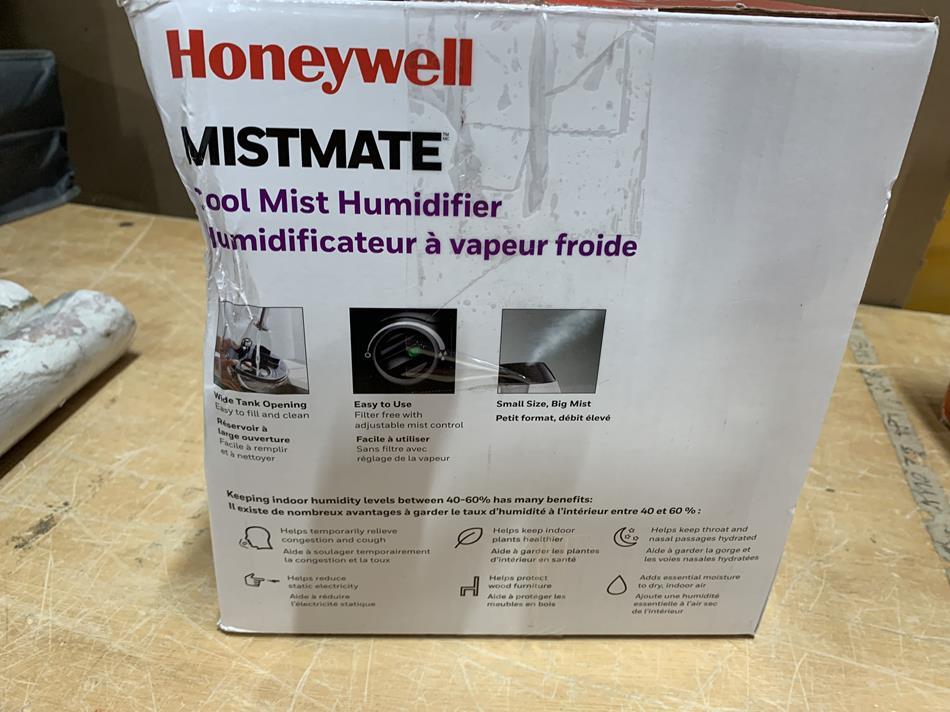 Honeywell
MISTMATE™
Cool Mist Humidifier
Humidificateur à vapeur froide
Wide Tank Opening
Easy to fill and clean
Réservoir à
large ouverture
Facile à remplir
et à nettoyer
Easy to Use
Filter free with
adjustable mist control
Facile à utiliser
Sans filtre avec
réglage de la vapeur
Small Size, Big Mist
Petit format, débit élevé
Keeping indoor humidity levels between 40-60% has many benefits:
Il existe de nombreux avantages à garder le taux d'humidité à l'intérieur entre 40 et 60 % :
Helps temporarily relieve
congestion and cough
Aide à soulager temporairement
la congestion et la toux
Helps keep indoor
plants healthier
Aide à garder les plantes
d'intérieur en santé
Helps keep throat and
nasal passages hydrated
Aide à garder la gorge et
les voies nasales hydratées
Helps reduce
static electricity
Aide à réduire
l'électricité statique
Helps protect
wood furniture
Aide à protéger les
meubles en bois
Adds essential moisture
to dry, indoor air
Ajoute une humidité
essentielle à l'air sec
de l'intérieur